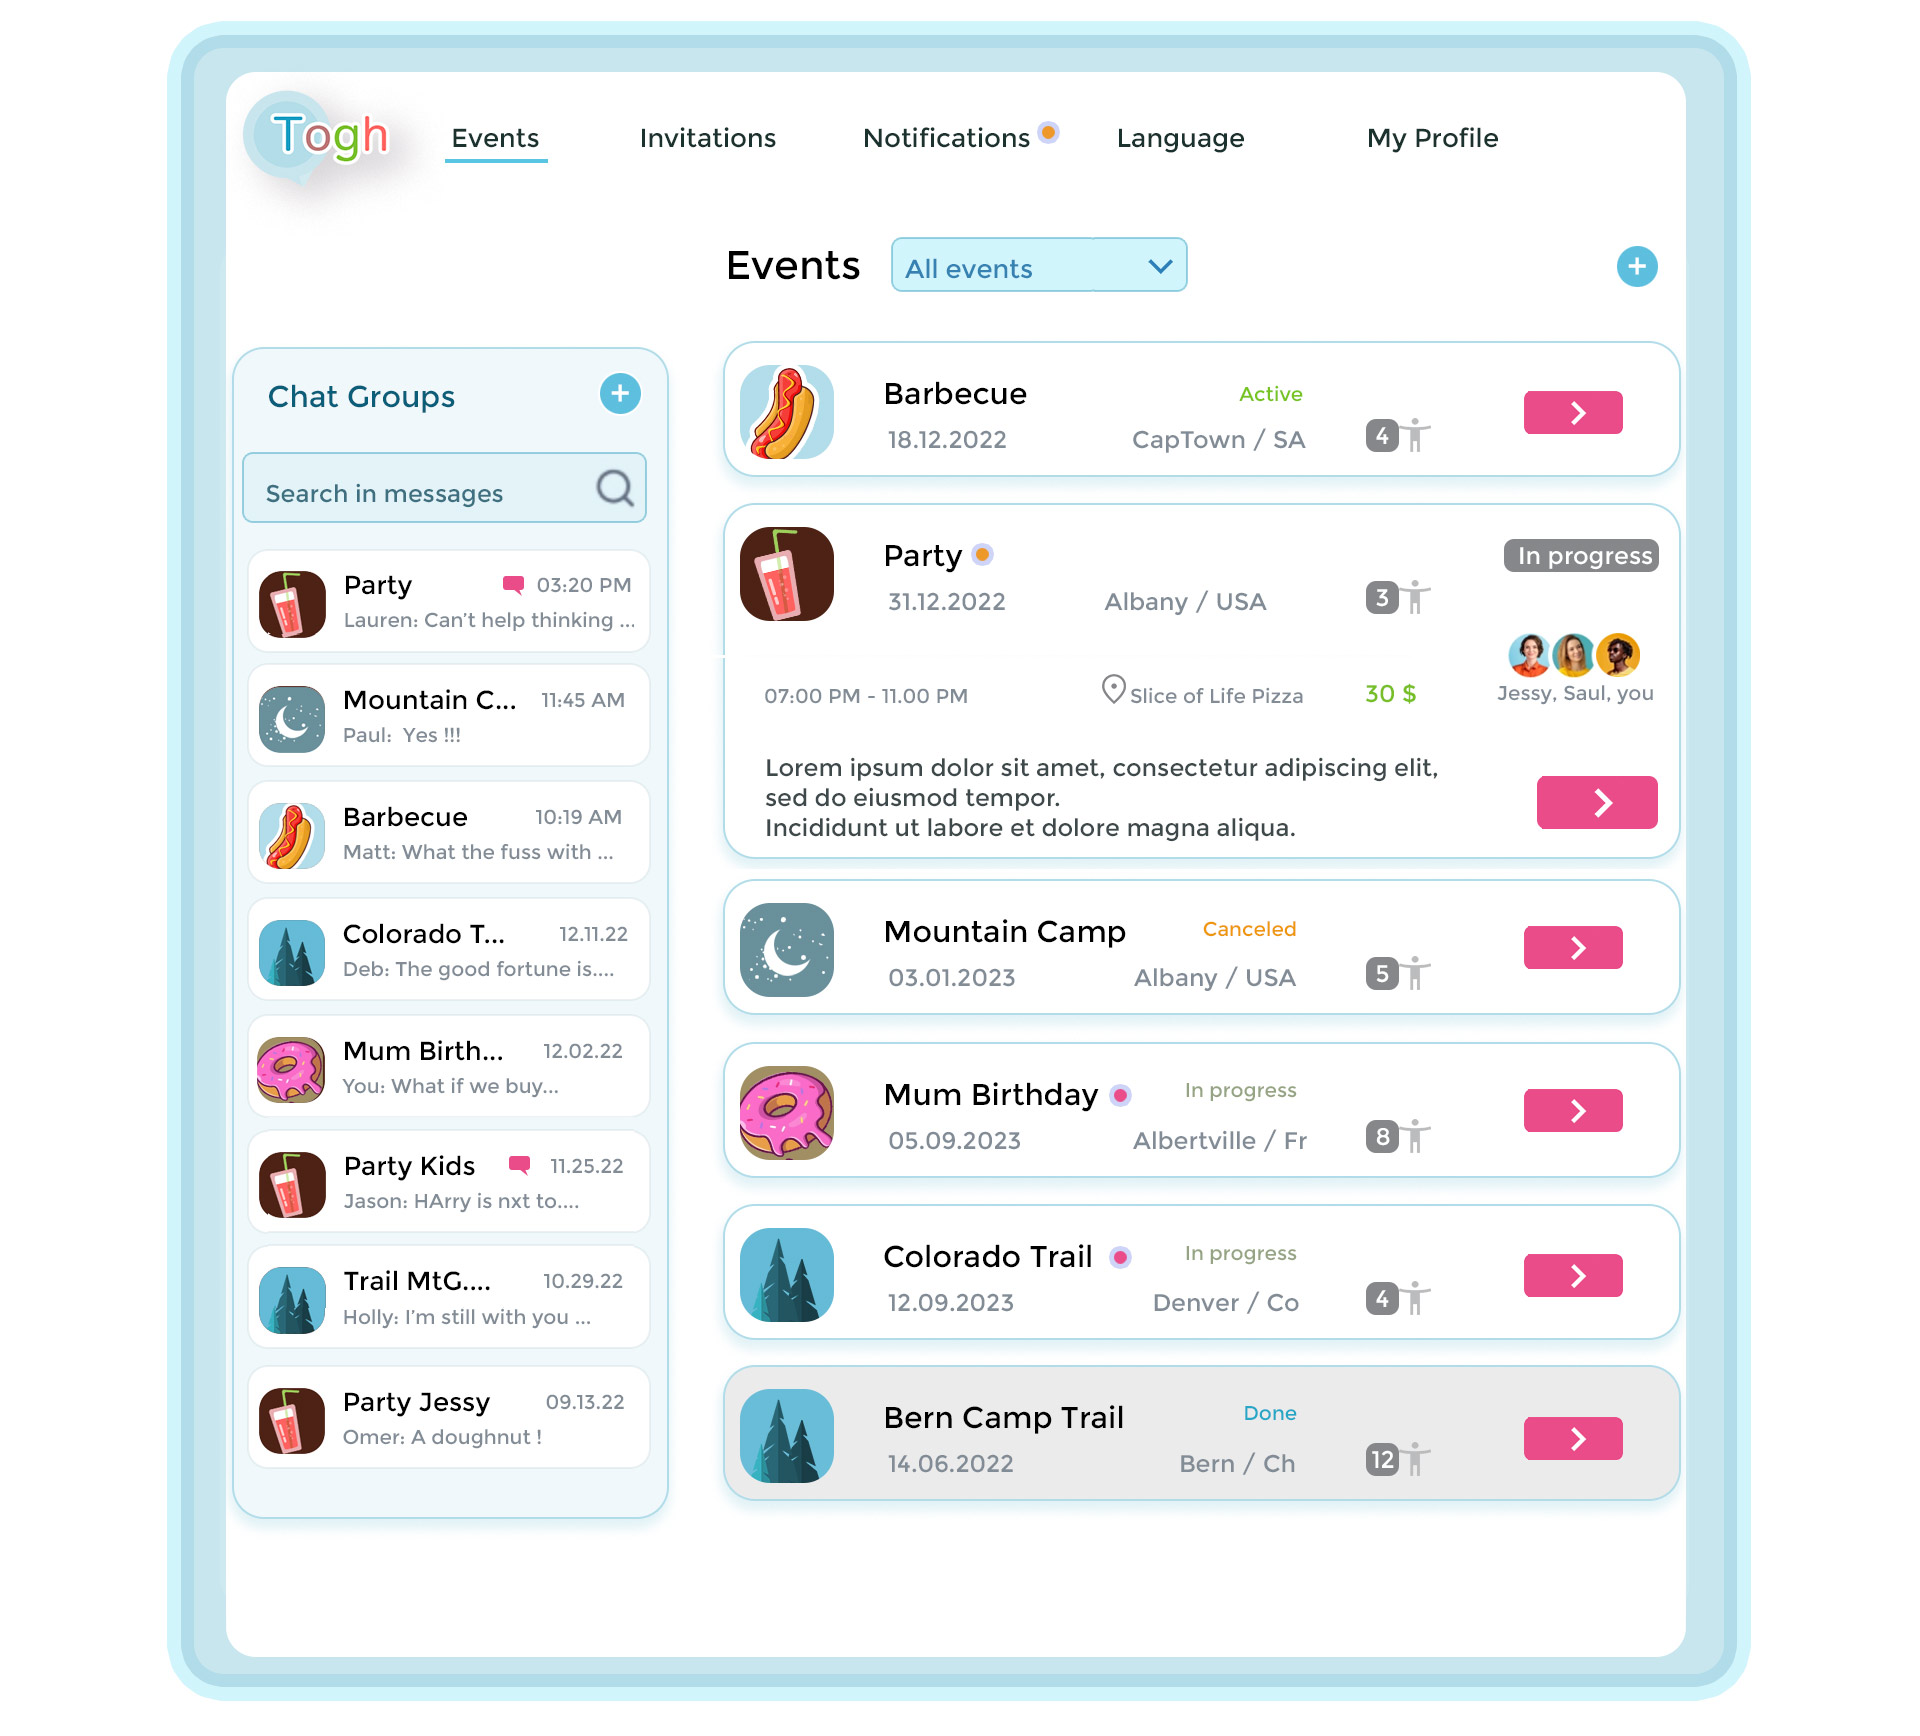 Togh
Events
Invitations
Notifications
Language
My Profile
Events
All events
Chat Groups
Search in messages
Party
03:20 PM
Lauren: Can't help thinking ...
Mountain C...
11:45 AM
Paul: Yes !!!
Barbecue
10:19 AM
Matt: What the fuss with ...
Colorado T...
12.11.22
Deb: The good fortune is....
Mum Birth...
12.02.22
You: What if we buy...
Party Kids
11.25.22
Jason: HArry is nxt to....
Trail MtG....
10.29.22
Holly: I'm still with you ...
Party Jessy
09.13.22
Omer: A doughnut !
Barbecue
Active
18.12.2022
CapTown / SA
4
Party
In progress
31.12.2022
Albany / USA
3
07:00 PM - 11.00 PM
Slice of Life Pizza
30 $
Jessy, Saul, you
Lorem ipsum dolor sit amet, consectetur adipiscing elit,
sed do eiusmod tempor.
Incididunt ut labore et dolore magna aliqua.
Mountain Camp
Canceled
03.01.2023
Albany / USA
5
Mum Birthday
In progress
05.09.2023
Albertville / Fr
8
Colorado Trail
In progress
12.09.2023
Denver / Co
4
Bern Camp Trail
Done
14.06.2022
Bern / Ch
12